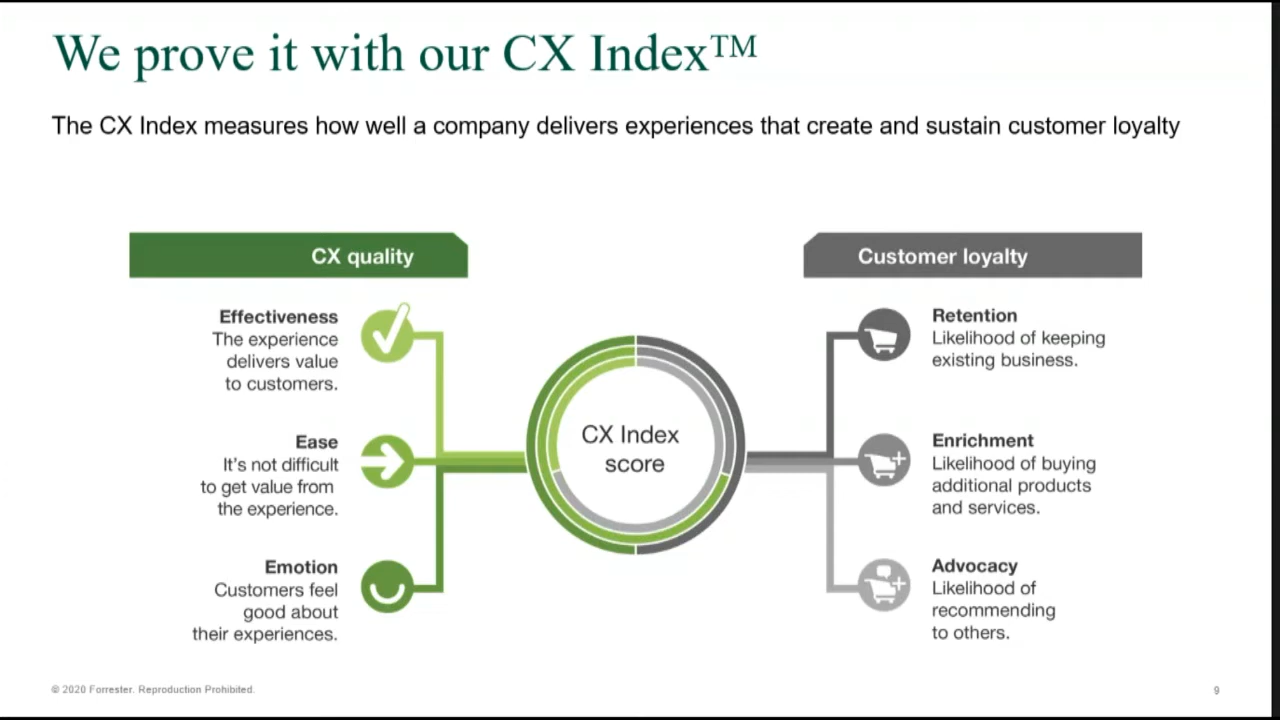 We prove it with our CX Index™
The CX Index measures how well a company delivers experiences that create and sustain customer loyalty
CX quality
Effectiveness
The experience
delivers value
to customers.
Ease
It's not difficult
to get value from
the experience.
Emotion
Customers feel
good about
their experiences.
CX Index
score
Customer loyalty
Retention
Likelihood of keeping
existing business.
Enrichment
Likelihood of buying
additional products
and services.
Advocacy
Likelihood of
recommending
to others.
© 2020 Forrester. Reproduction Prohibited.
9